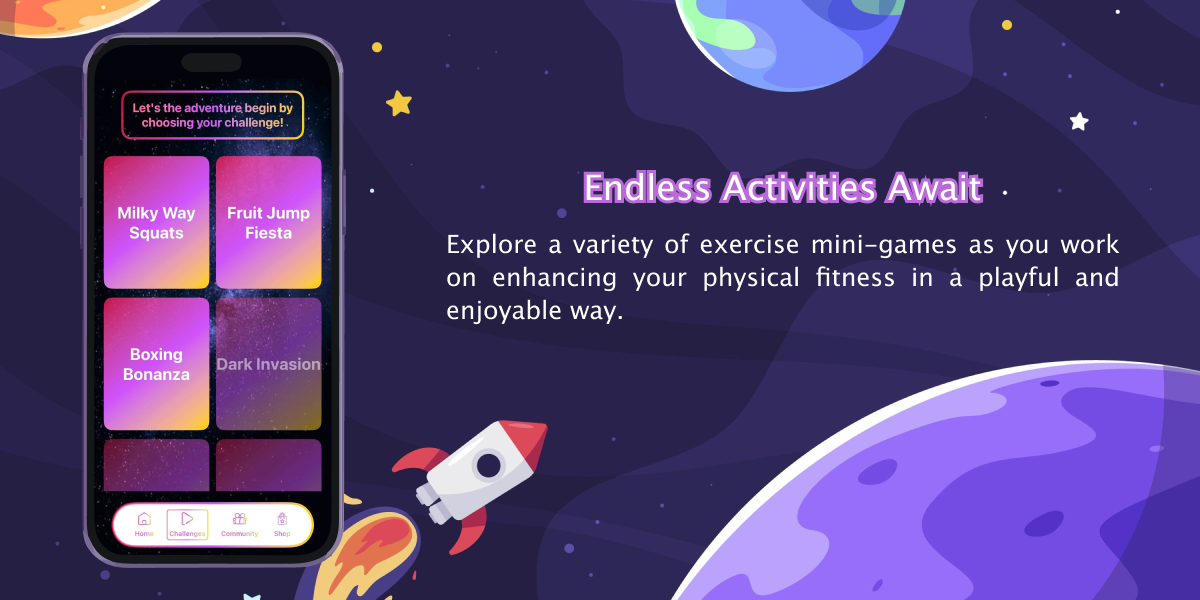 Let's the adventure begin by
choosing your challenge!
Milky Way
Squats
Fruit Jump
Fiesta
Boxing
Bonanza
Dark Invasion
Home
Challenges
Community
Shop
Endless Activities Await
Explore a variety of exercise mini-games as you work
on enhancing your physical fitness in a playful and
enjoyable way.